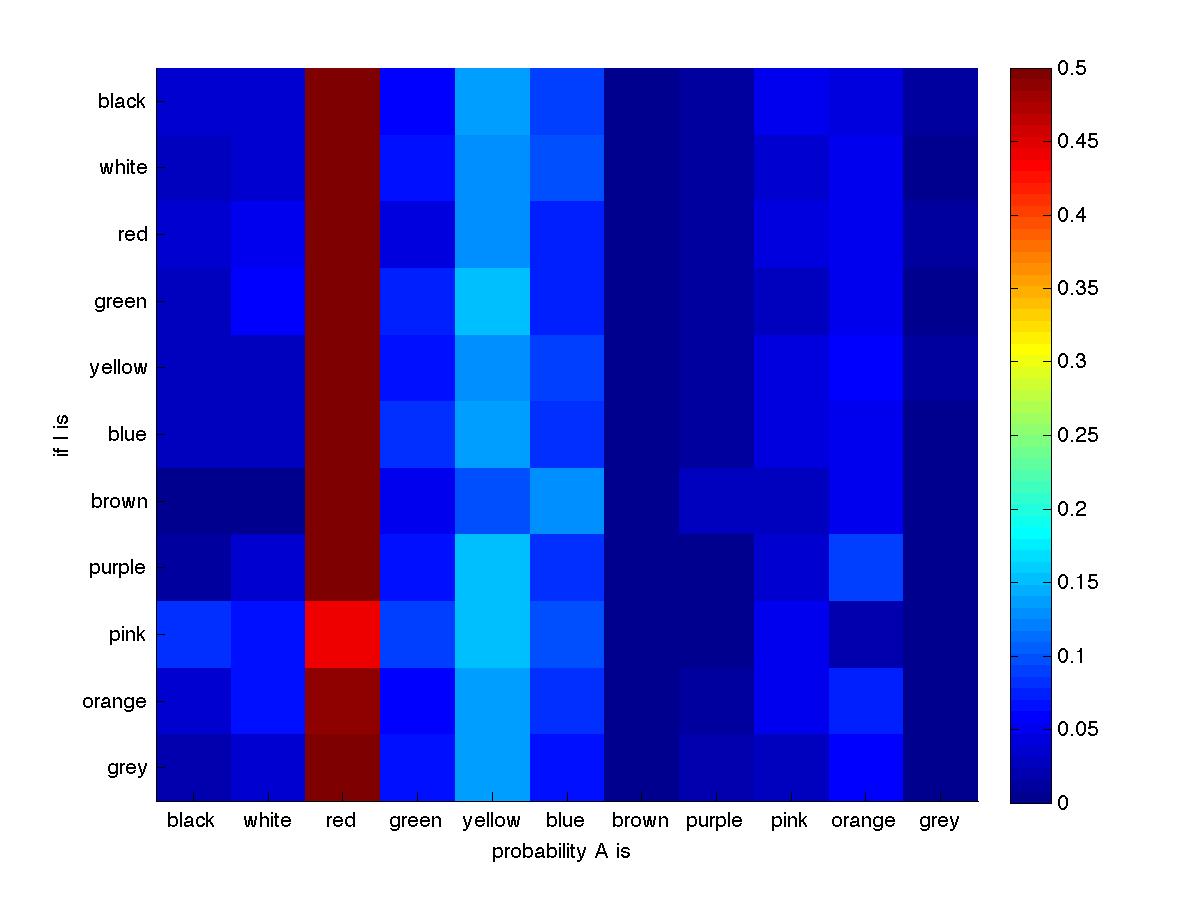 black
white
red
green
yellow
blue
brown
purple
pink
orange
grey
if I is
black white red green yellow blue brown purple pink orange grey
probability A is
0.5
0.45
0.4
0.35
0.3
0.25
0.2
0.15
0.1
0.05
0